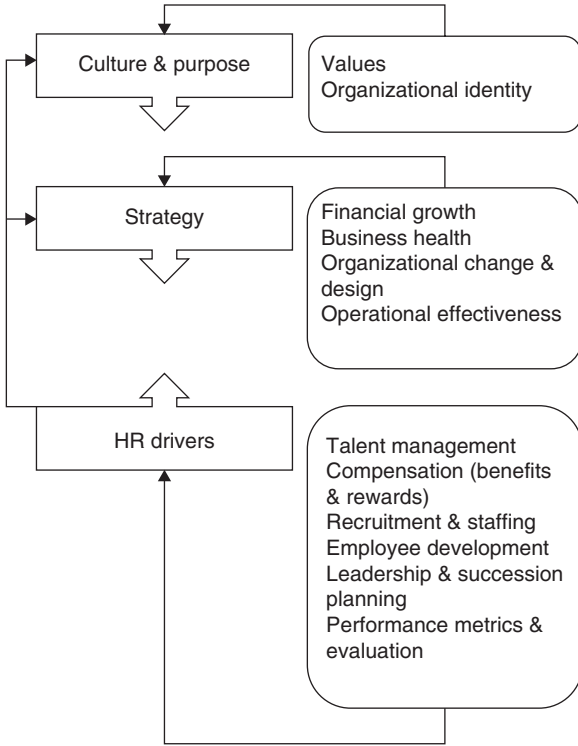 Culture & purpose
Values
Organizational identity
Strategy
Financial growth
Business health
Organizational change &
design
Operational effectiveness
HR drivers
Talent management
Compensation (benefits
& rewards)
Recruitment & staffing
Employee development
Leadership & succession
planning
Performance metrics &
evaluation